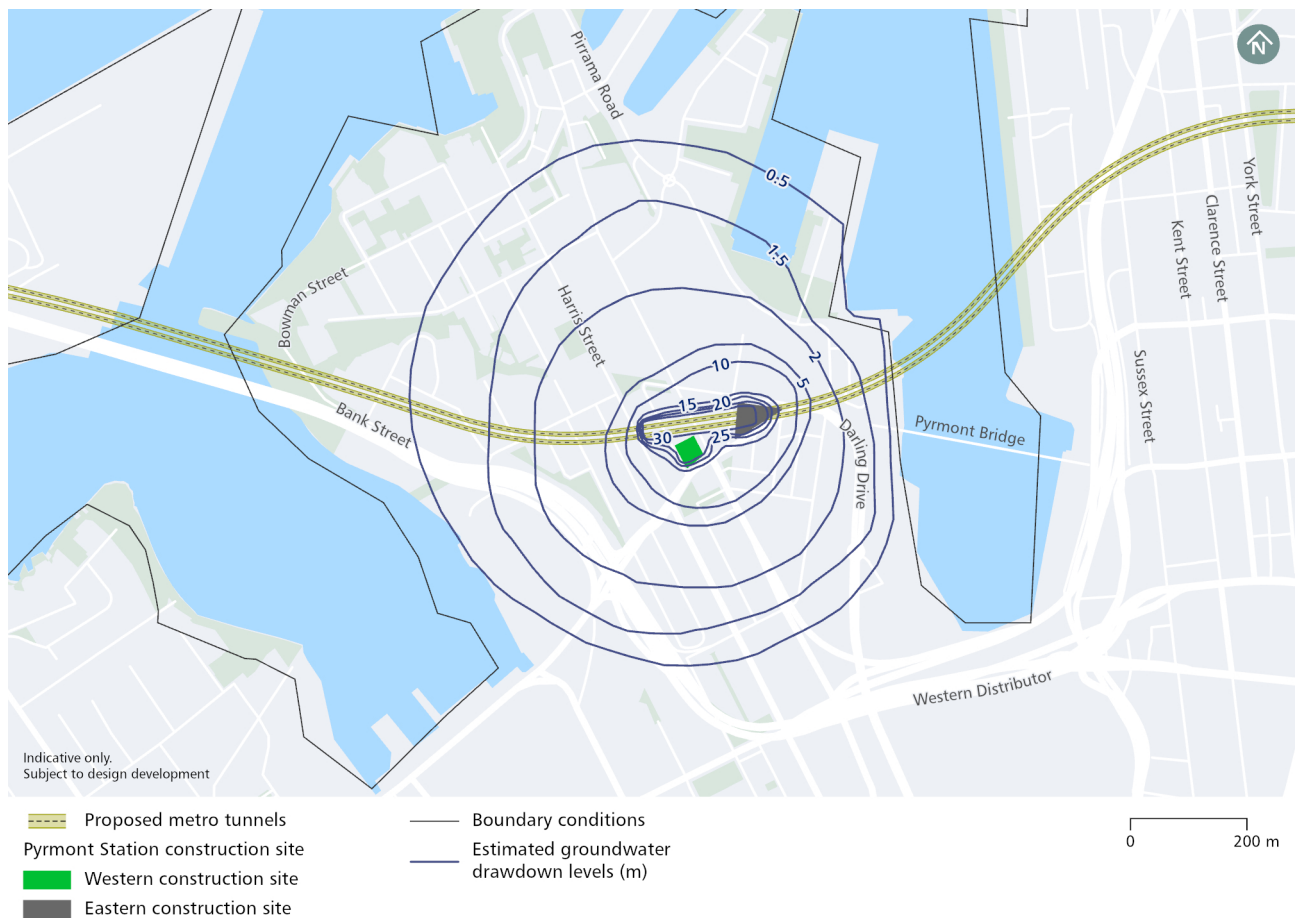 N
Pirrama Road
0.5
1.5
York Street
Clarence Street
Kent Street
Bowman Street
Harris Street
2
10
5
Sussex Street
15
20
Bank Street
30
25
Darling Drive
Pyrmont Bridge
Western Distributor
Indicative only.
Subject to design development
Proposed metro tunnels
Pyrmont Station construction site
Western construction site
Eastern construction site
Boundary conditions
Estimated groundwater
drawdown levels (m)
0
200 m